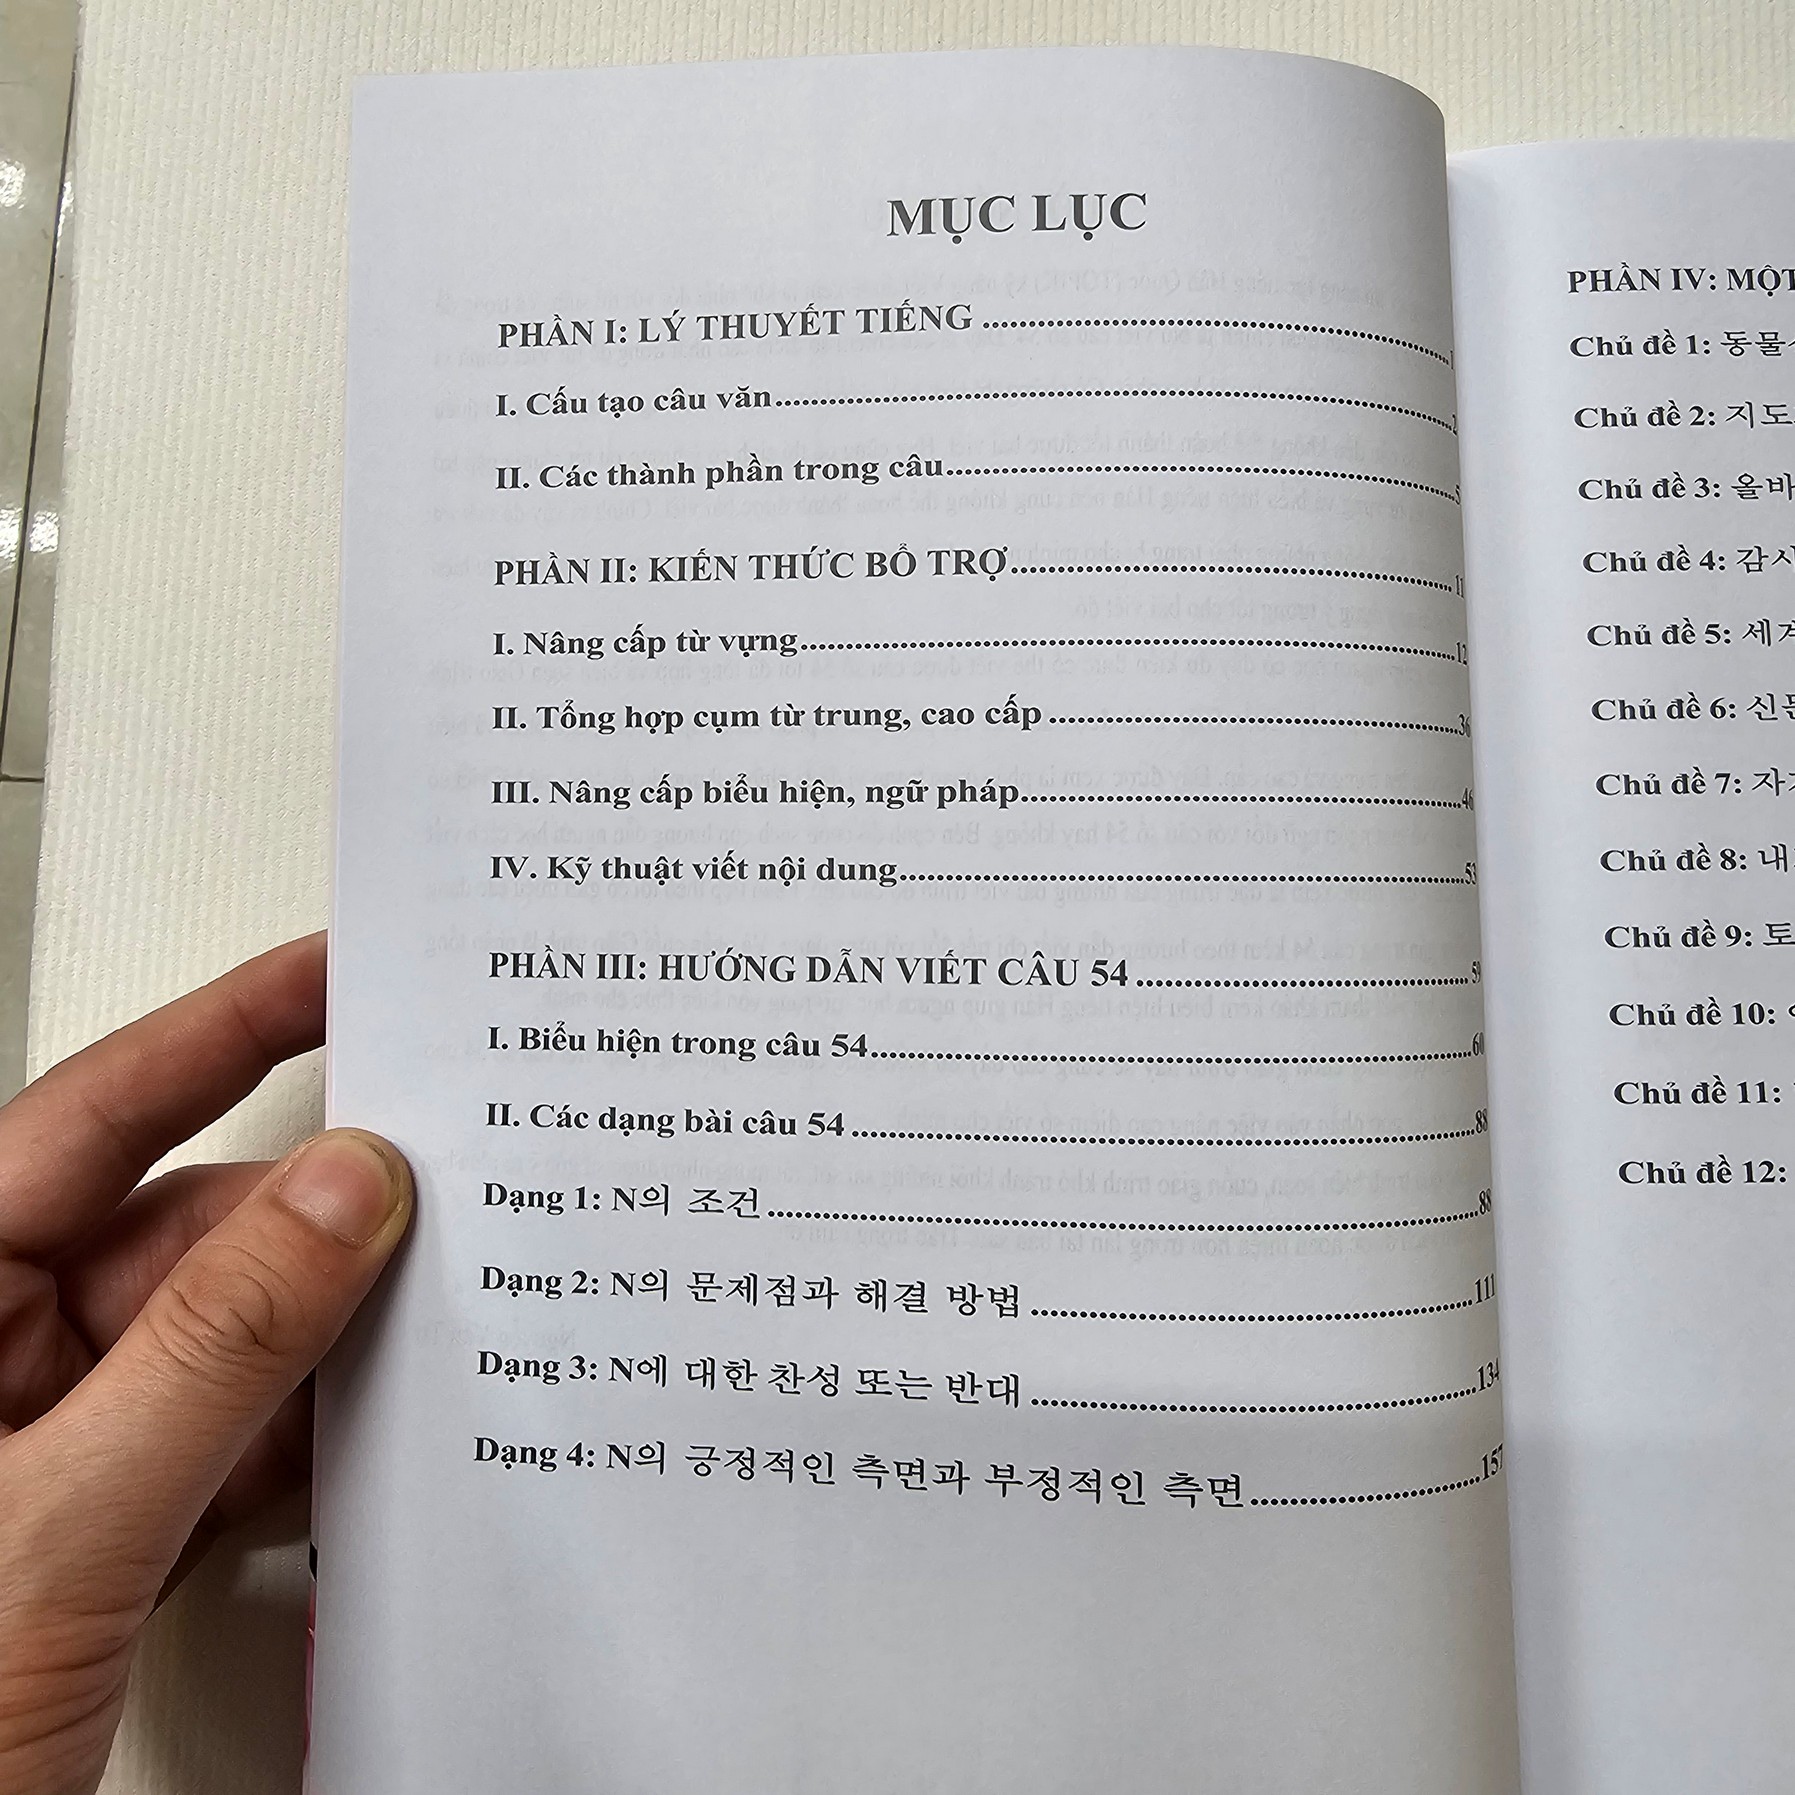 MỤC LỤC
PHẦN I: LÝ THUYẾT TIẾNG ........ 1
I. Cấu tạo câu văn ........ 2
II. Các thành phần trong câu ........ 5
PHẦN II: KIẾN THỨC BỔ TRỢ ........ 11
I. Nâng cấp từ vựng ........ 12
II. Tổng hợp cụm từ trung, cao cấp ........ 36
III. Nâng cấp biểu hiện, ngữ pháp ........ 46
IV. Kỹ thuật viết nội dung ........ 53
PHẦN III: HƯỚNG DẪN VIẾT CÂU 54 ........ 59
I. Biểu hiện trong câu 54 ........ 60
II. Các dạng bài câu 54 ........ 88
Dạng 1: N의 조건 ........ 88
Dạng 2: N의 문제점과 해결 방법 ........ 111
Dạng 3: N에 대한 찬성 또는 반대 ........ 134
Dạng 4: N의 긍정적인 측면과 부정적인 측면 ........ 157
PHẦN IV: MỘT
Chủ đề 1: 동물
Chủ đề 2: 지도
Chủ đề 3: 올바
Chủ đề 4: 감시
Chủ đề 5: 세계
Chủ đề 6: 신문
Chủ đề 7:
Chủ đề 8: 내
Chủ đề 9: 토
Chủ đề 10:
Chủ đề 11:
Chủ đề 12: